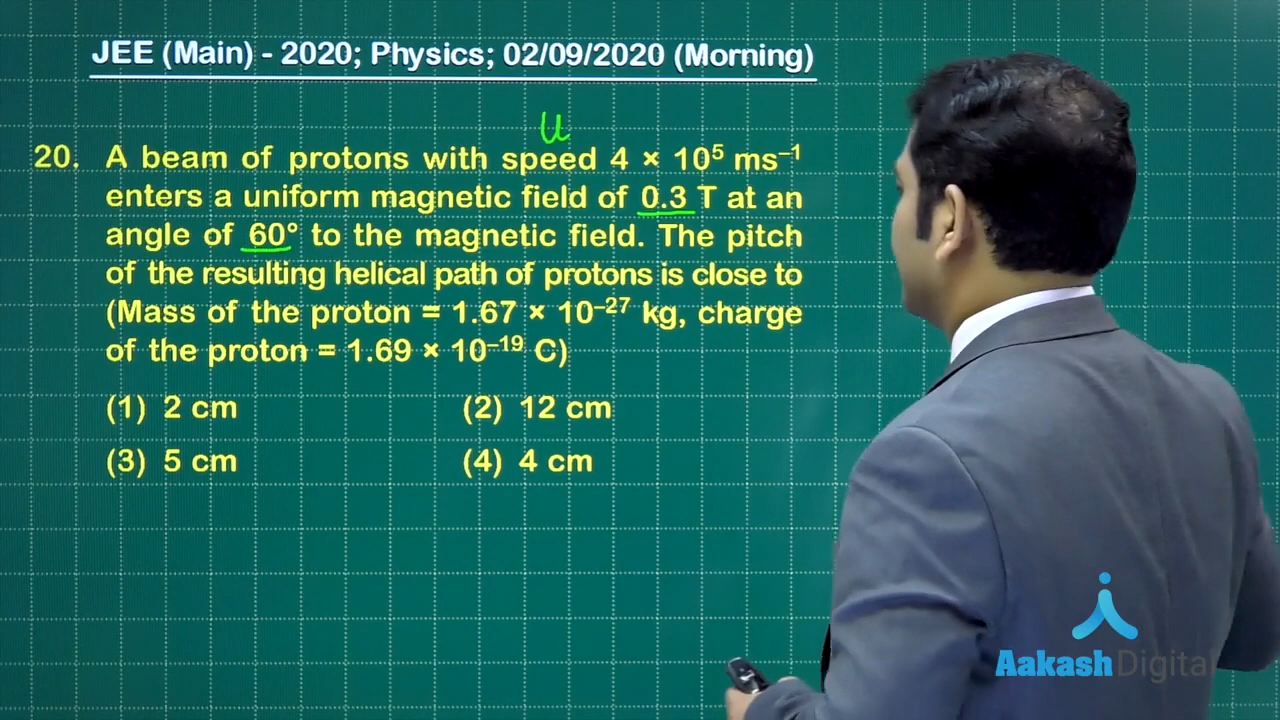 JEE (Main) - 2020; Physics; 02/09/2020 (Morning)
u
20. A beam of protons with speed 4 × 10⁵ ms⁻¹
enters a uniform magnetic field of 0.3 T at an
angle of 60° to the magnetic field. The pitch
of the resulting helical path of protons is close to
(Mass of the proton = 1.67 × 10⁻²⁷ kg, charge
of the proton = 1.69 × 10⁻¹⁹ C)
(1) 2 cm (2) 12 cm
(3) 5 cm (4) 4 cm
AakashDigital